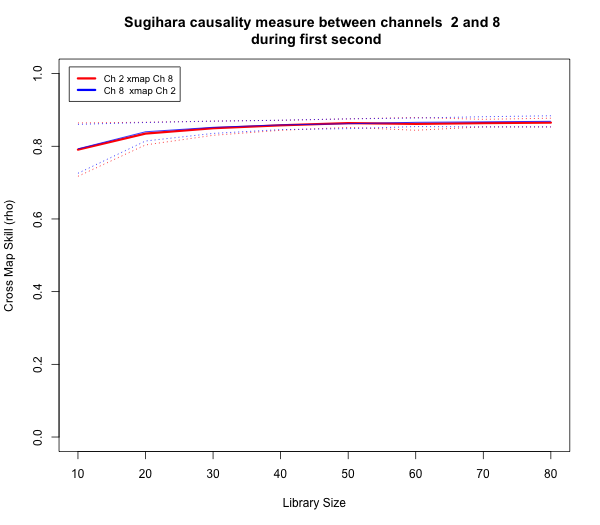 Sugihara causality measure between channels  2 and 8
during first second
Ch 2 xmap Ch 8
Ch 8  xmap Ch 2
Cross Map Skill (rho)
1.0
0.8
0.6
0.4
0.2
0.0
10 20 30 40 50 60 70 80
Library Size